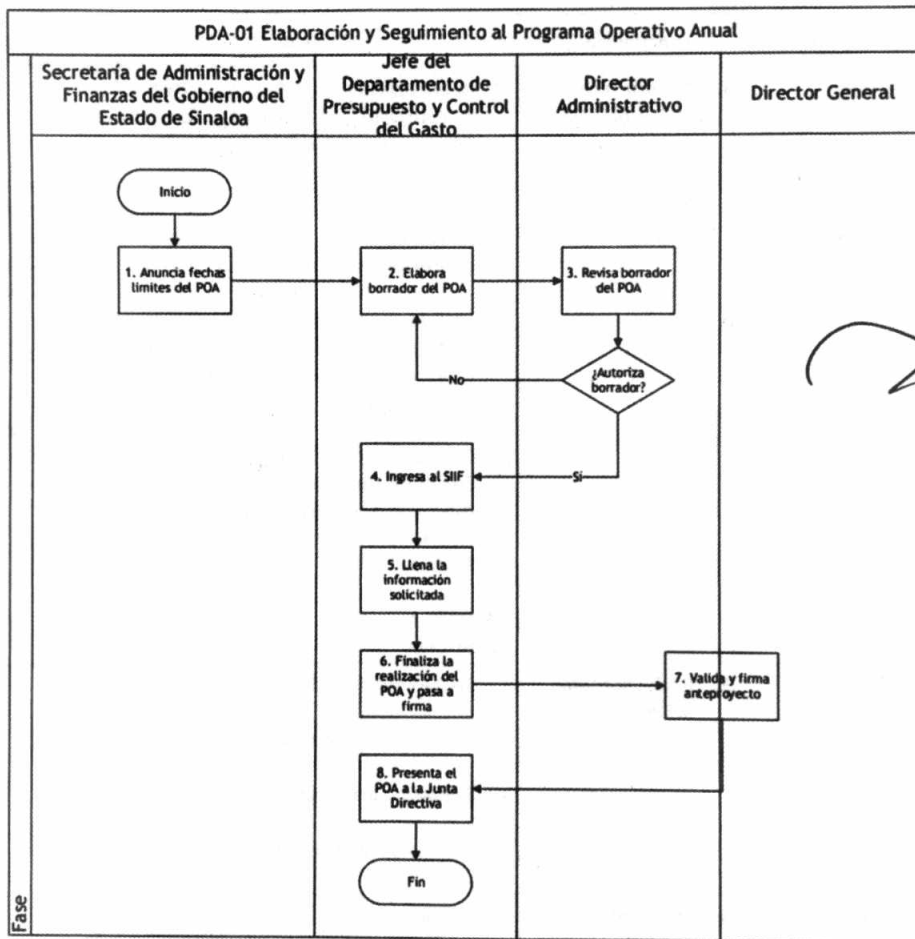 PDA-01 Elaboración y Seguimiento al Programa Operativo Anual
Secretaría de Administración y
Finanzas del Gobierno del
Estado de Sinaloa
Jefe del
Departamento de
Presupuesto y Control
del Gasto
Director
Administrativo
Director General
Inicio
1. Anuncia fechas
limites del POA
2. Elabora
borrador del POA
3. Revisa borrador
del POA
¿Autoriza
borrador?
No
Sí
4. Ingresa al SIIF
5. Llena la
información
solicitada
6. Finaliza la
realización del
POA y pasa a
firma
7. Valida y firma
anteproyecto
8. Presenta el
POA a la Junta
Directiva
Fin
Fase